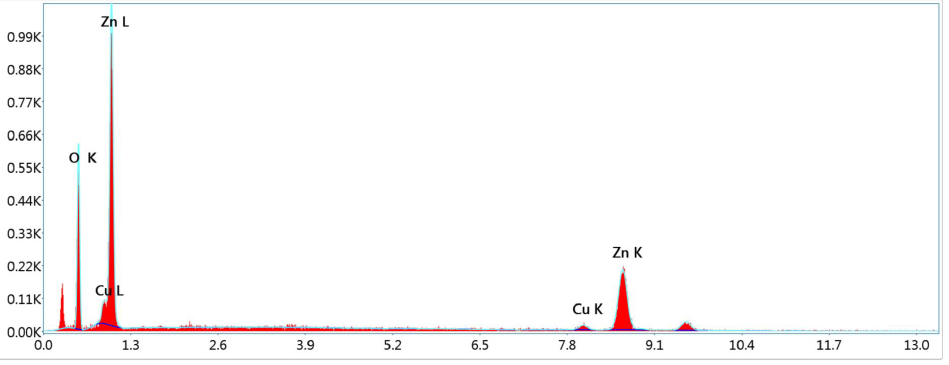 Zn L
0.99K
0.88K
0.77K
0.66K
O K
0.55K
0.44K
0.33K
Zn K
0.22K
Cu L
0.11K
Cu K
0.00K
0.0 1.3 2.6 3.9 5.2 6.5 7.8 9.1 10.4 11.7 13.0